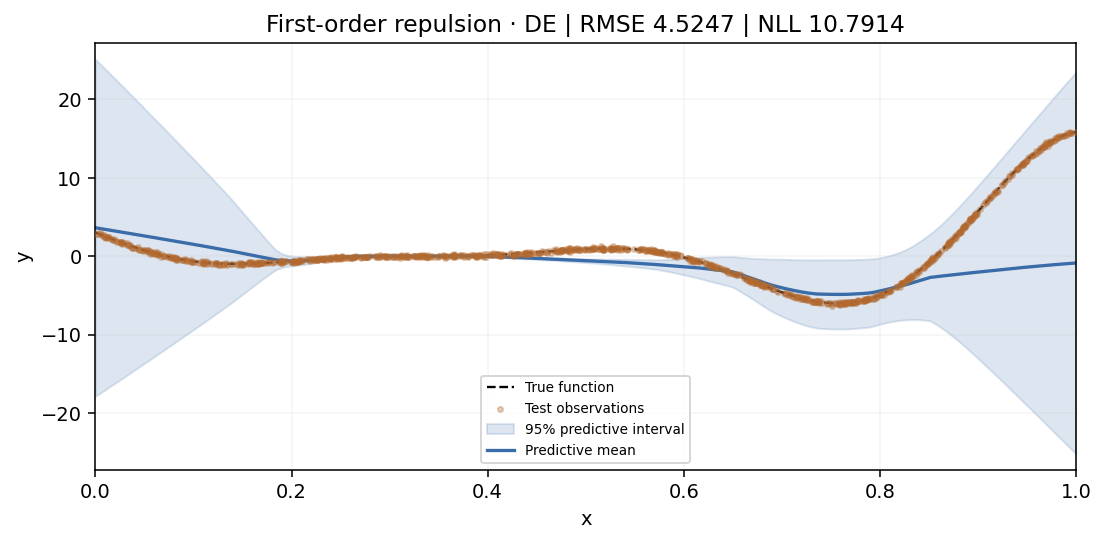 First-order repulsion · DE | RMSE 4.5247 | NLL 10.7914
y
20
10
0
−10
−20
True function
Test observations
95% predictive interval
Predictive mean
0.0 0.2 0.4 0.6 0.8 1.0
x